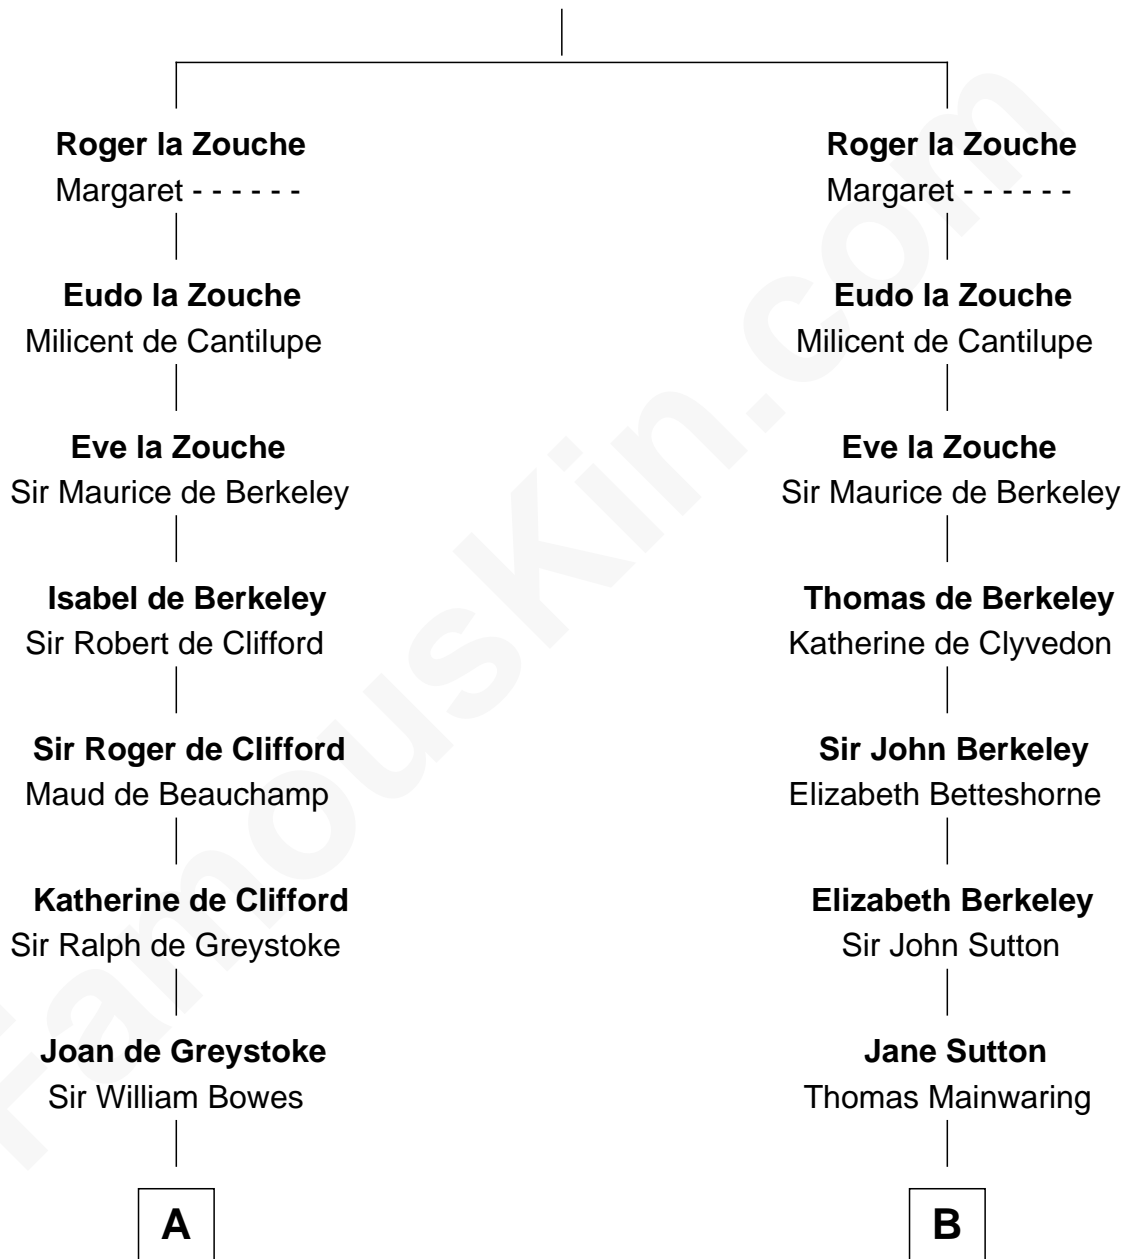 Roger la Zouche
Margaret - - - - - -
Eudo la Zouche
Milicent de Cantilupe
Eve la Zouche
Sir Maurice de Berkeley
Isabel de Berkeley
Sir Robert de Clifford
Sir Roger de Clifford
Maud de Beauchamp
Katherine de Clifford
Sir Ralph de Greystoke
Joan de Greystoke
Sir William Bowes
A
Roger la Zouche
Margaret - - - - - -
Eudo la Zouche
Milicent de Cantilupe
Eve la Zouche
Sir Maurice de Berkeley
Thomas de Berkeley
Katherine de Clyvedon
Sir John Berkeley
Elizabeth Betteshorne
Elizabeth Berkeley
Sir John Sutton
Jane Sutton
Thomas Mainwaring
B
FamousKin.com